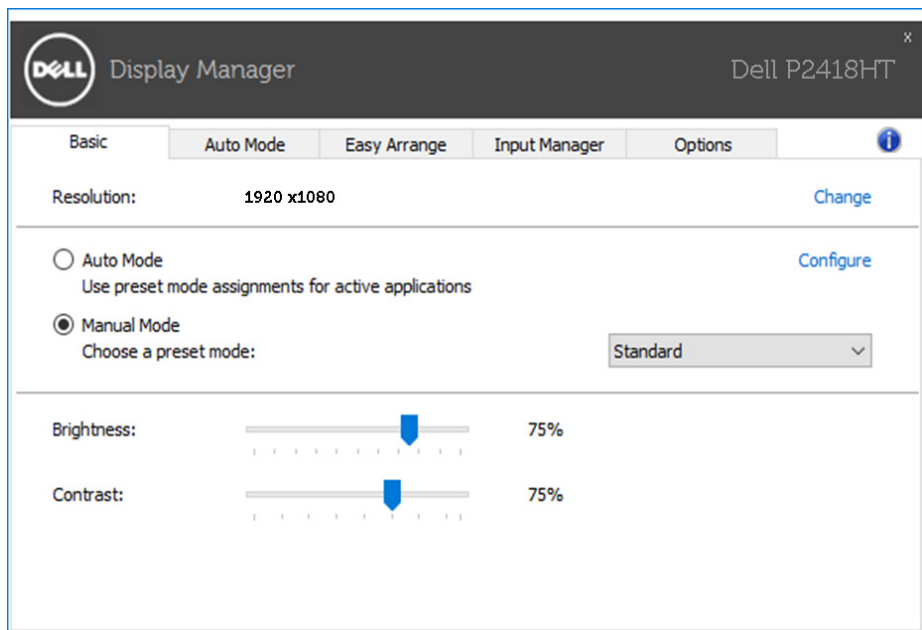 x
DELL Display Manager Dell P2418HT
Basic Auto Mode Easy Arrange Input Manager Options i
Resolution: 1920 x1080 Change
Auto Mode Configure
Use preset mode assignments for active applications
Manual Mode
Choose a preset mode: Standard
Brightness: 75%
Contrast: 75%